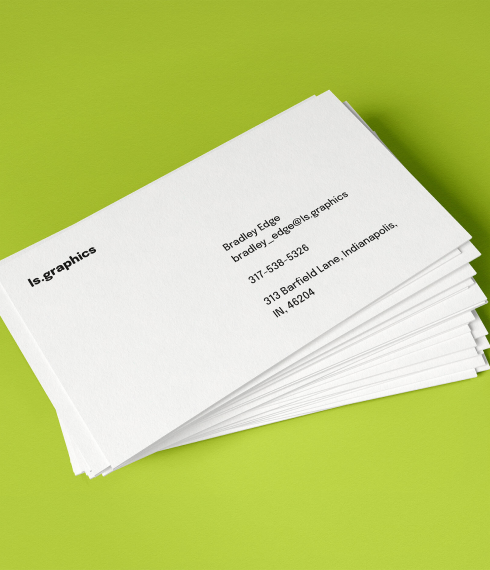 ls.graphics
Bradley Edge
bradley_edge@ls.graphics
317-538-5326
313 Barfield Lane, Indianapolis,
IN, 46204